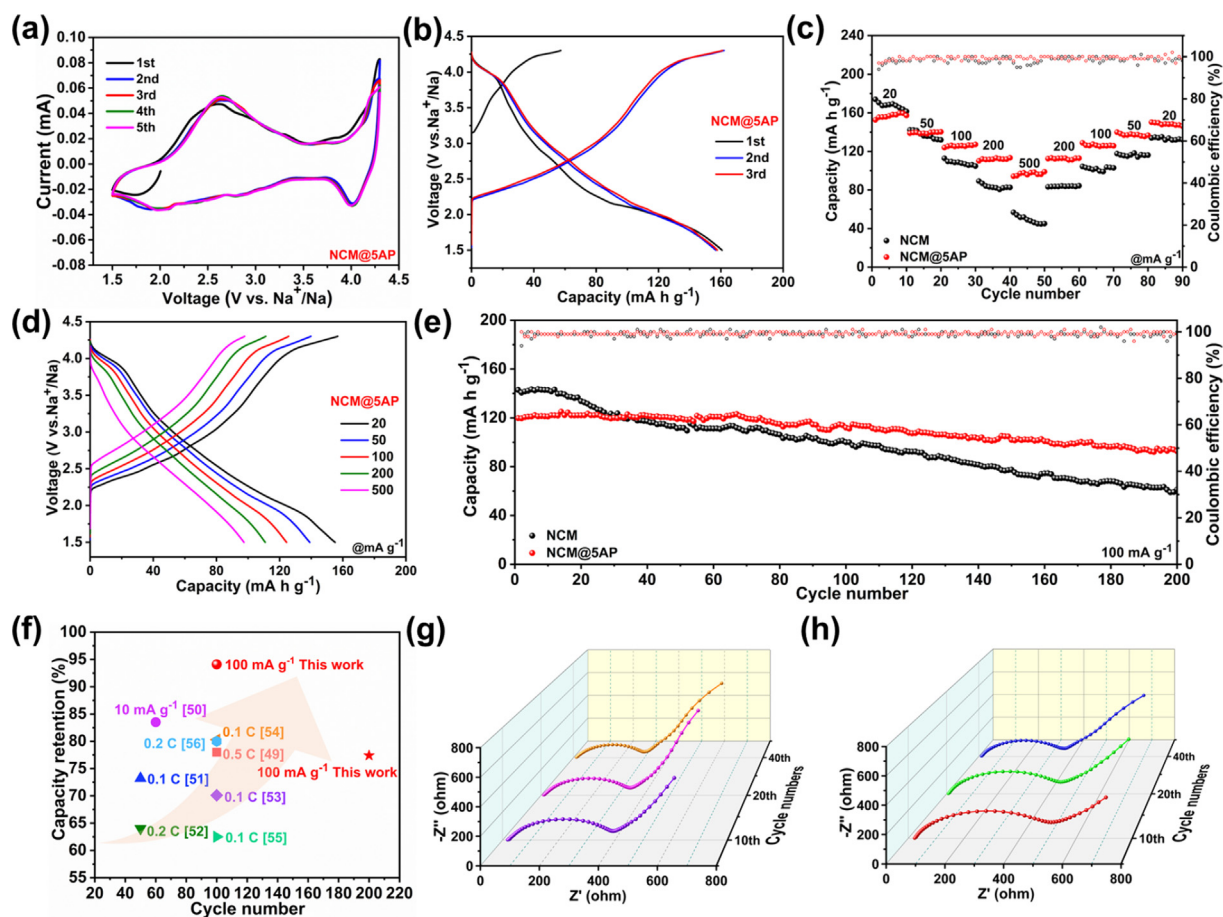 (a)
0.10
0.08
0.06
0.04
0.02
0.00
-0.02
-0.04
-0.06
-0.08
Current (mA)
1st
2nd
3rd
4th
5th
NCM@5AP
1.5 2.0 2.5 3.0 3.5 4.0 4.5
Voltage (V vs. Na⁺/Na)
(b)
4.5
4.0
3.5
3.0
2.5
2.0
1.5
Voltage (V vs.Na⁺/Na)
NCM@5AP
1st
2nd
3rd
0 40 80 120 160 200
Capacity (mA h g⁻¹)
(c)
240
200
160
120
80
40
0
Capacity (mA h g⁻¹)
20
50
100
200
500
200
100
50
20
NCM
NCM@5AP
@mA g⁻¹
100
80
60
40
20
0
Coulombic efficiency (%)
0 10 20 30 40 50 60 70 80 90
Cycle number
(d)
4.5
4.0
3.5
3.0
2.5
2.0
1.5
Voltage (V vs.Na⁺/Na)
NCM@5AP
20
50
100
200
500
@mA g⁻¹
0 40 80 120 160 200
Capacity (mA h g⁻¹)
(e)
200
160
120
80
40
0
Capacity (mA h g⁻¹)
NCM
NCM@5AP
100 mA g⁻¹
100
80
60
40
20
0
Coulombic efficiency (%)
0 20 40 60 80 100 120 140 160 180 200
Cycle number
(f)
100
95
90
85
80
75
70
65
60
55
Capacity retention (%)
100 mA g⁻¹ This work
10 mA g⁻¹ [50]
0.1 C [54]
0.2 C [56]
0.5 C [49]
100 mA g⁻¹ This work
0.1 C [51]
0.1 C [53]
0.2 C [52]
0.1 C [55]
20 40 60 80 100 120 140 160 180 200 220
Cycle number
(g)
800
600
400
200
0
-Z'' (ohm)
0 200 400 600 800
Z' (ohm)
10th
20th
40th
Cycle numbers
(h)
800
600
400
200
0
-Z'' (ohm)
0 200 400 600 800
Z' (ohm)
10th
20th
40th
Cycle numbers